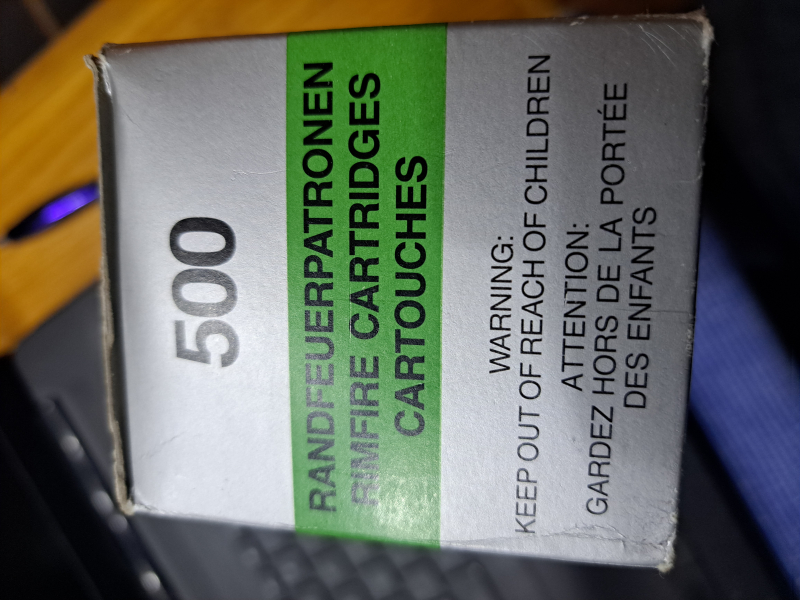 500
RANDFEUERPATRONEN
RIMFIRE CARTRIDGES
CARTOUCHES
WARNING:
KEEP OUT OF REACH OF CHILDREN
ATTENTION:
GARDEZ HORS DE LA PORTÉE
DES ENFANTS